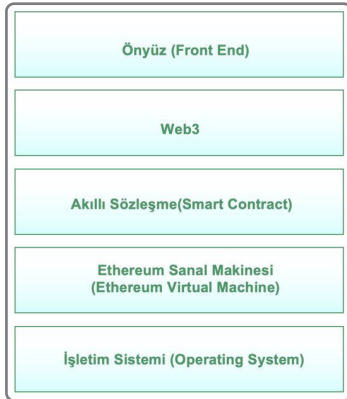 Önyüz (Front End)
Web3
Akıllı Sözleşme(Smart Contract)
Ethereum Sanal Makinesi
(Ethereum Virtual Machine)
İşletim Sistemi (Operating System)